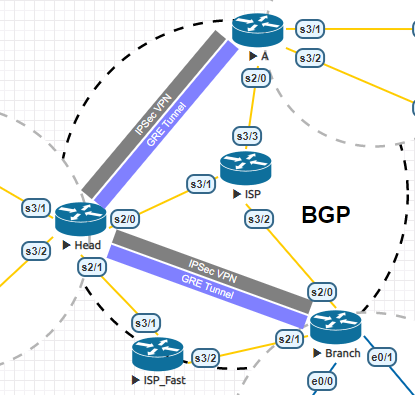 s3/1
s3/2
A
s2/0
IPSec VPN
GRE Tunnel
s3/3
s3/1
ISP
s3/1
s2/0
s3/2
BGP
s3/2
Head
s2/1
IPSec VPN
GRE Tunnel
s2/0
s3/1
s2/1
Branch
e0/1
s3/2
ISP_Fast
e0/0